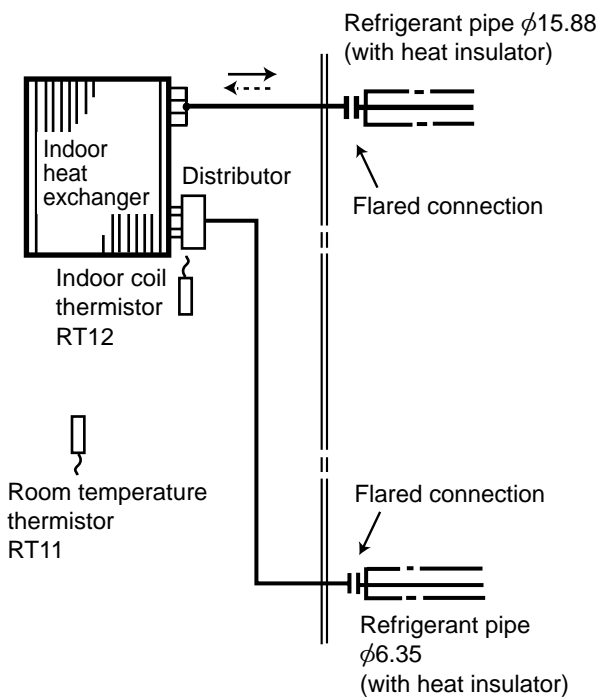 Refrigerant pipe ϕ15.88
(with heat insulator)
Indoor
heat
exchanger
Distributor
Flared connection
Indoor coil
thermistor
RT12
Room temperature
thermistor
RT11
Flared connection
Refrigerant pipe
ϕ6.35
(with heat insulator)